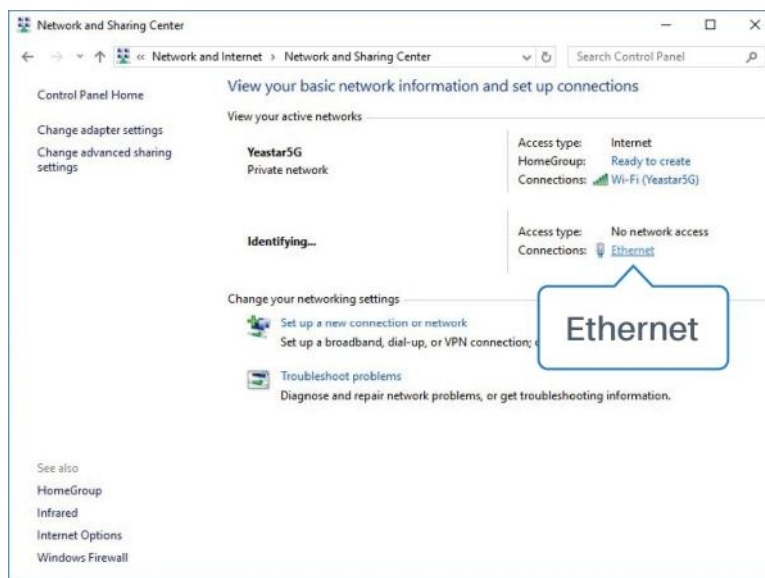 Network and Sharing Center
« Network and Internet › Network and Sharing Center
Search Control Panel
Control Panel Home
Change adapter settings
Change advanced sharing
settings
View your basic network information and set up connections
View your active networks
Yeastar5G
Private network
Access type: Internet
HomeGroup: Ready to create
Connections: Wi-Fi (Yeastar5G)
Identifying...
Access type: No network access
Connections: Ethernet
Ethernet
Change your networking settings
Set up a new connection or network
Set up a broadband, dial-up, or VPN connection;
Troubleshoot problems
Diagnose and repair network problems, or get troubleshooting information.
See also
HomeGroup
Infrared
Internet Options
Windows Firewall